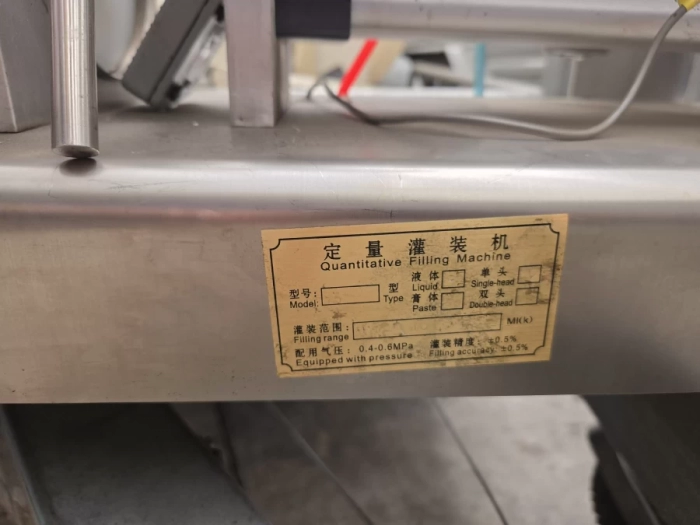 定量灌装机
Quantitative Filling Machine
型号: 型 液体 单头
Model: Type Liquid Single-head
膏体 双头
Paste Double-head
灌装范围:
Filling range Ml(k)
配用气压: 0.4-0.6MPa 灌装精度: ±0.5%
Equipped with pressure Filling accuracy: ±0.5%